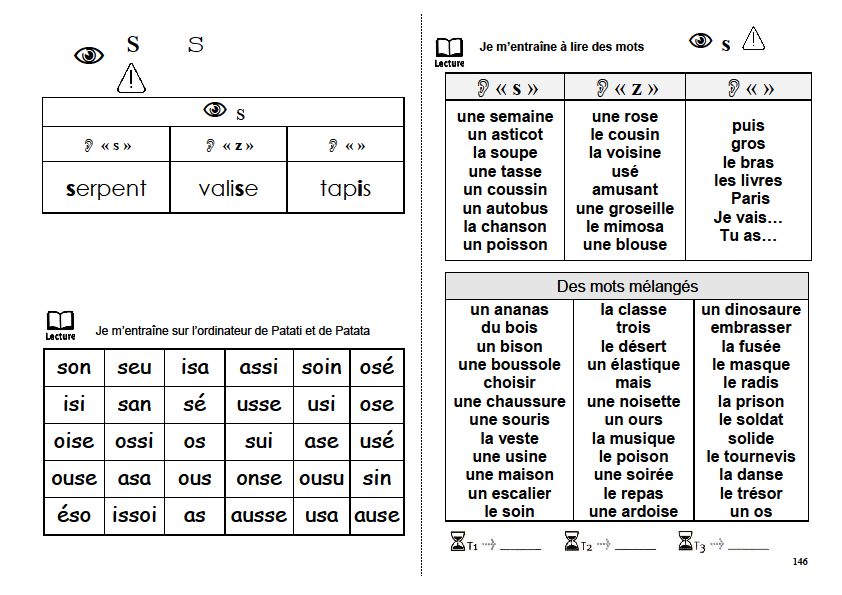 s S
s
« s » « z » « »
serpent valise tapis
Lecture
Je m'entraîne sur l'ordinateur de Patati et de Patata
son seu isa assi soin osé
isi san sé usse usi ose
oise ossi os sui ase usé
ouse asa ous onse ousu sin
éso issoi as ausse usa ause
Lecture
Je m'entraîne à lire des mots
s
« s » « z » « »
une semaine
un asticot
la soupe
une tasse
un coussin
un autobus
la chanson
un poisson
une rose
le cousin
la voisine
usé
amusant
une groseille
le mimosa
une blouse
puis
gros
le bras
les livres
Paris
Je vais…
Tu as…
Des mots mélangés
un ananas
du bois
un bison
une boussole
choisir
une chaussure
une souris
la veste
une usine
une maison
un escalier
le soin
la classe
trois
le désert
un élastique
mais
une noisette
un ours
la musique
le poison
une soirée
le repas
une ardoise
un dinosaure
embrasser
la fusée
le masque
le radis
la prison
le soldat
solide
le tournevis
la danse
le trésor
un os
T1 ______ T2 ______ T3 ______
146